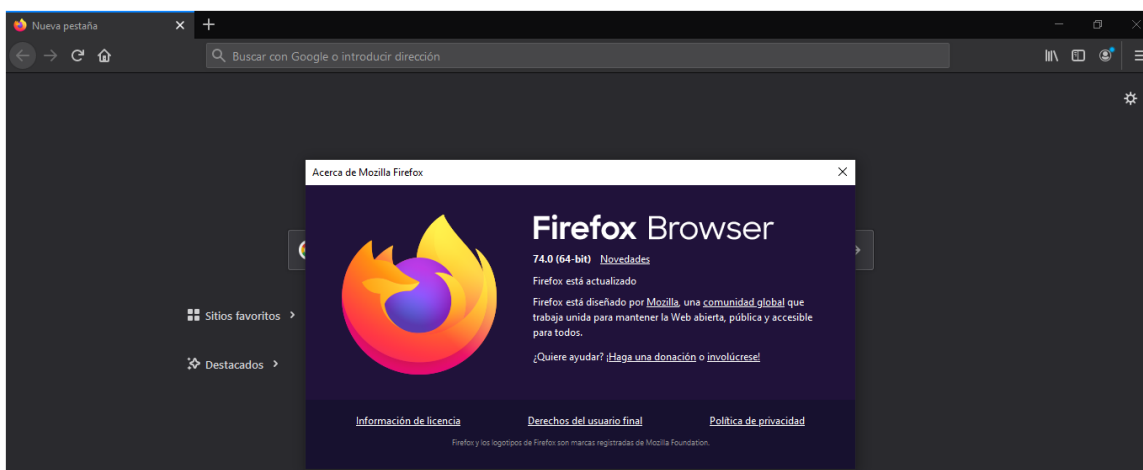 Nueva pestaña
Buscar con Google o introducir dirección
Acerca de Mozilla Firefox
Firefox Browser
74.0 (64-bit) Novedades
Firefox está actualizado
Firefox está diseñado por Mozilla, una comunidad global que
trabaja unida para mantener la Web abierta, pública y accesible
para todos.
¿Quiere ayudar? ¡Haga una donación o involúcrese!
Sitios favoritos
Destacados
Información de licencia
Derechos del usuario final
Política de privacidad
Firefox y los logotipos de Firefox son marcas registradas de Mozilla Foundation.